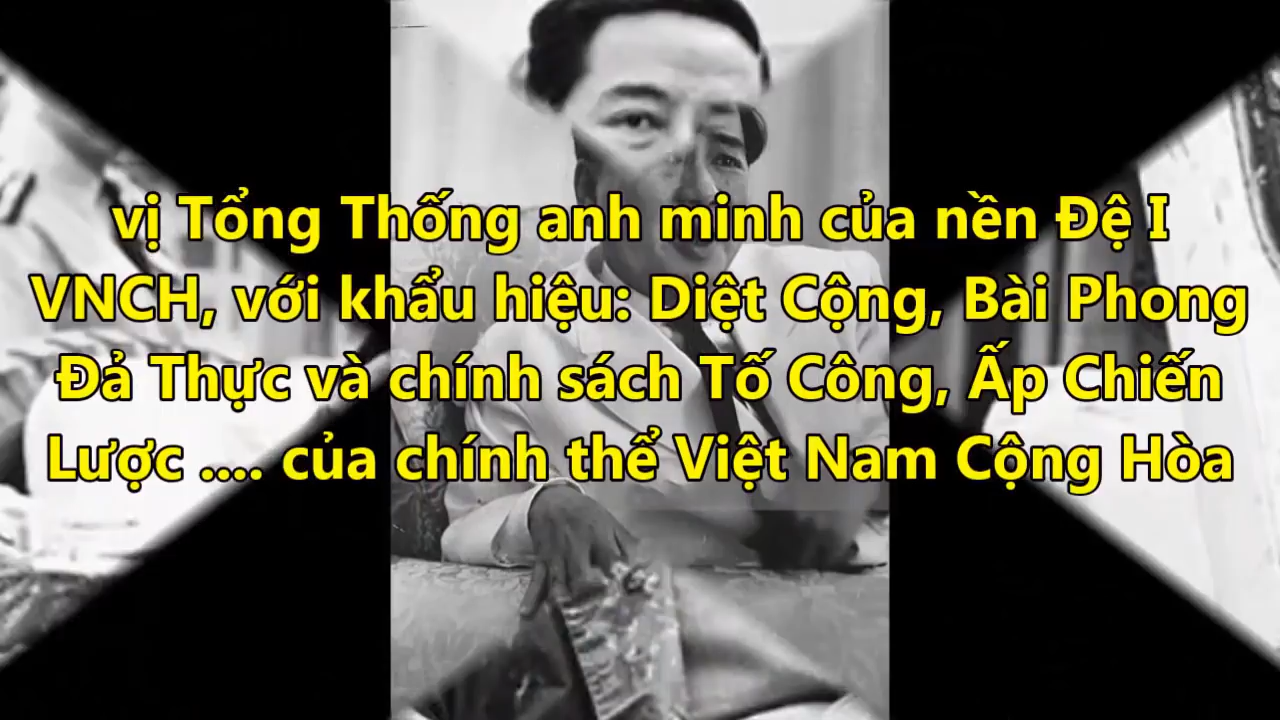 vị Tổng Thống anh minh của nền Đệ I
VNCH, với khẩu hiệu: Diệt Cộng, Bài Phong
Đả Thực và chính sách Tố Công, Ấp Chiến
Lược .... của chính thể Việt Nam Cộng Hòa